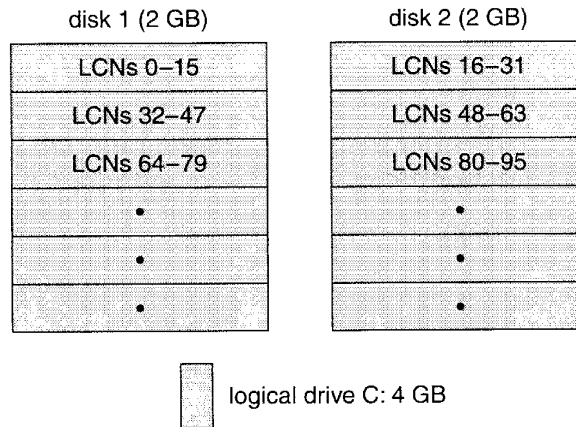 disk 1 (2 GB) disk 2 (2 GB)
LCNs 0–15 LCNs 16–31
LCNs 32–47 LCNs 48–63
LCNs 64–79 LCNs 80–95
logical drive C: 4 GB